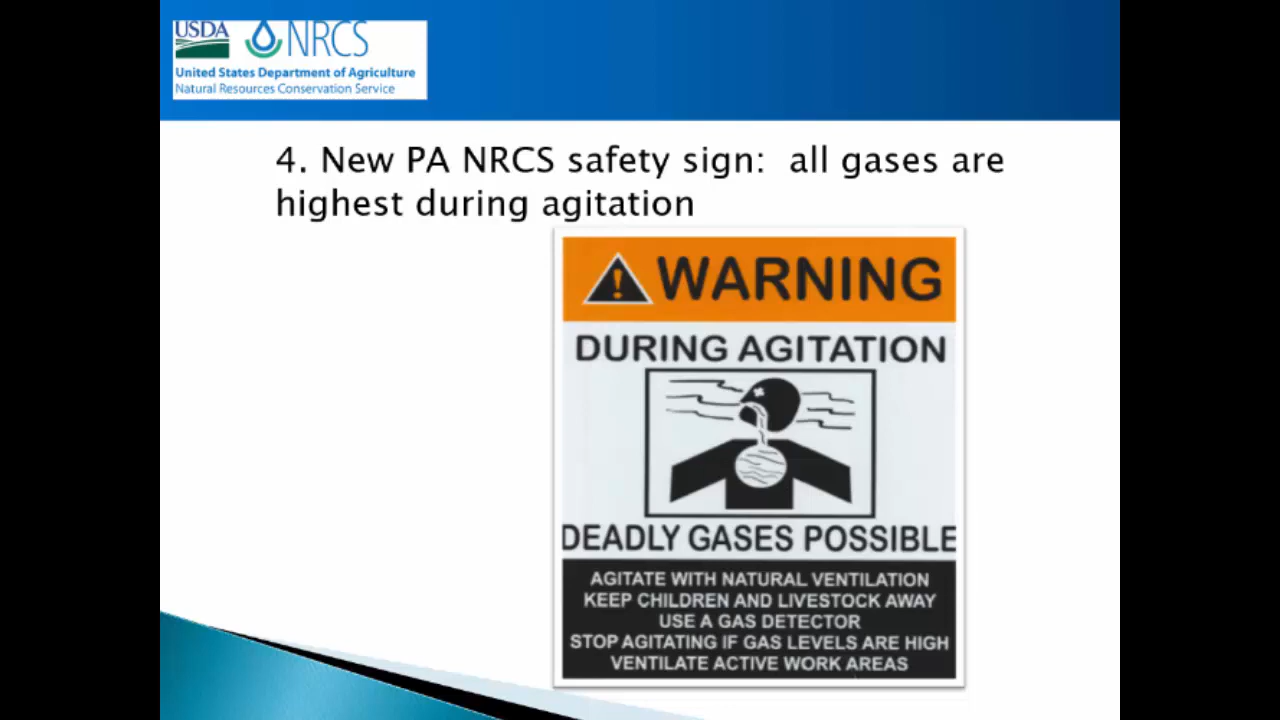 USDA NRCS
United States Department of Agriculture
Natural Resources Conservation Service
4. New PA NRCS safety sign: all gases are
highest during agitation
WARNING
DURING AGITATION
DEADLY GASES POSSIBLE
AGITATE WITH NATURAL VENTILATION
KEEP CHILDREN AND LIVESTOCK AWAY
USE A GAS DETECTOR
STOP AGITATING IF GAS LEVELS ARE HIGH
VENTILATE ACTIVE WORK AREAS